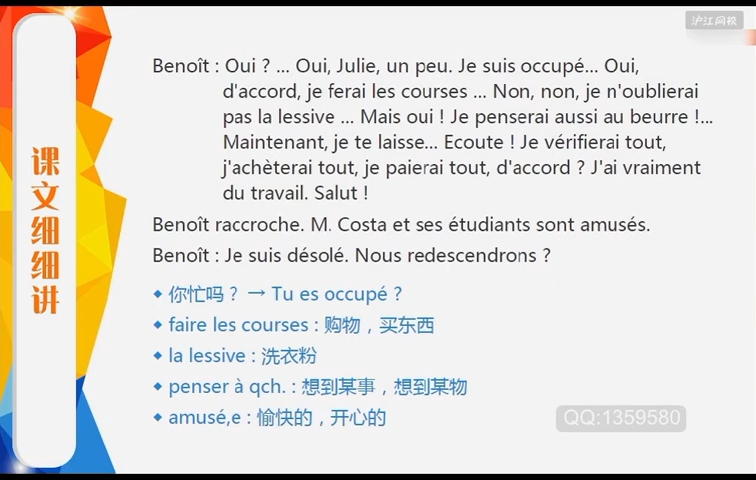 沪江网校
课文细细讲
Benoît : Oui ? ... Oui, Julie, un peu. Je suis occupé... Oui,
d'accord, je ferai les courses ... Non, non, je n'oublierai
pas la lessive ... Mais oui ! Je penserai aussi au beurre !...
Maintenant, je te laisse... Ecoute ! Je vérifierai tout,
j'achèterai tout, je paierai tout, d'accord ? J'ai vraiment
du travail. Salut !
Benoît raccroche. M. Costa et ses étudiants sont amusés.
Benoît : Je suis désolé. Nous redescendrons ?
◆ 你忙吗？ → Tu es occupé ?
◆ faire les courses : 购物，买东西
◆ la lessive : 洗衣粉
◆ penser à qch. : 想到某事，想到某物
◆ amusé,e : 愉快的，开心的
QQ:1359580